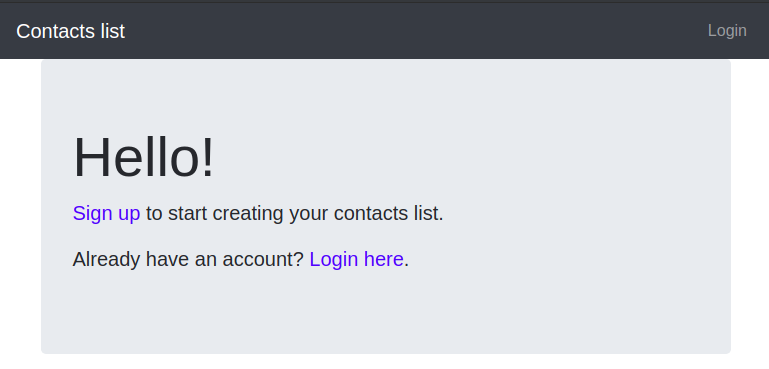 Contacts list
Login
Hello!
Sign up to start creating your contacts list.
Already have an account? Login here.